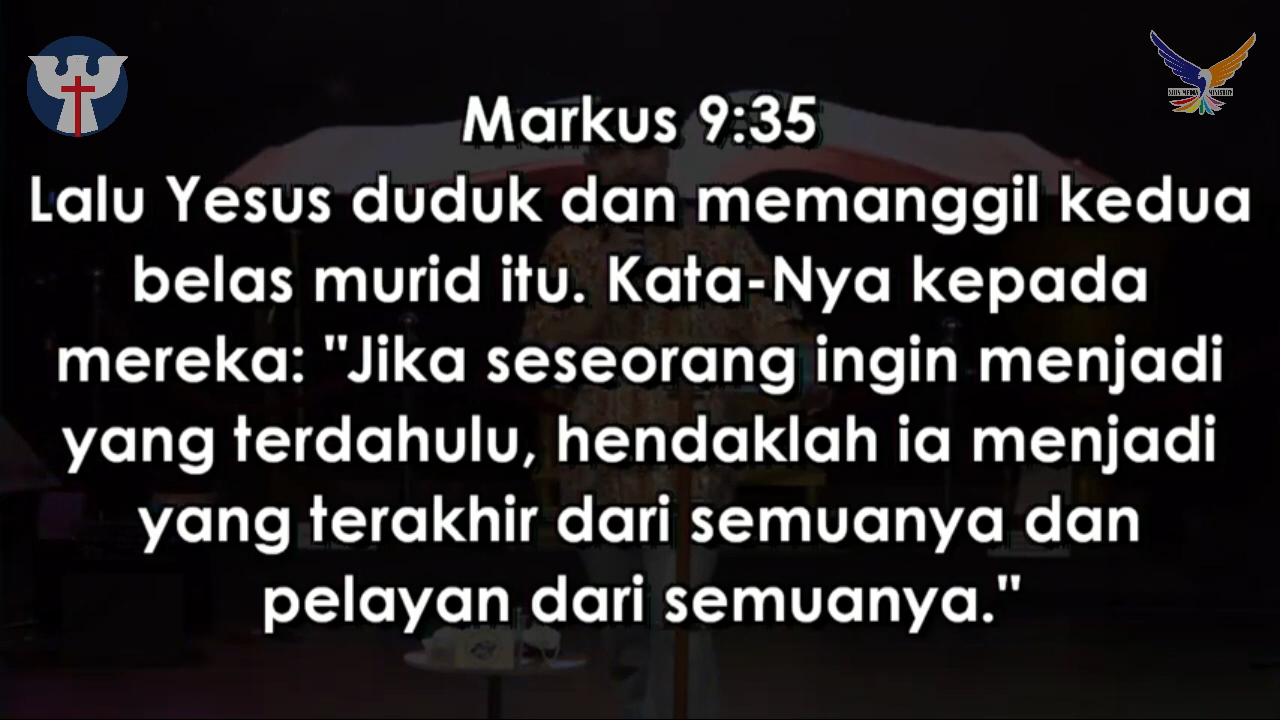 Markus 9:35
Lalu Yesus duduk dan memanggil kedua
belas murid itu. Kata-Nya kepada
mereka: "Jika seseorang ingin menjadi
yang terdahulu, hendaklah ia menjadi
yang terakhir dari semuanya dan
pelayan dari semuanya."